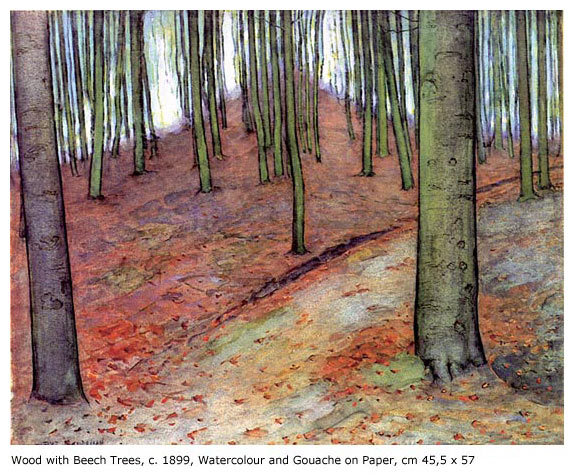 Wood with Beech Trees, c. 1899, Watercolour and Gouache on Paper, cm 45,5 x 57